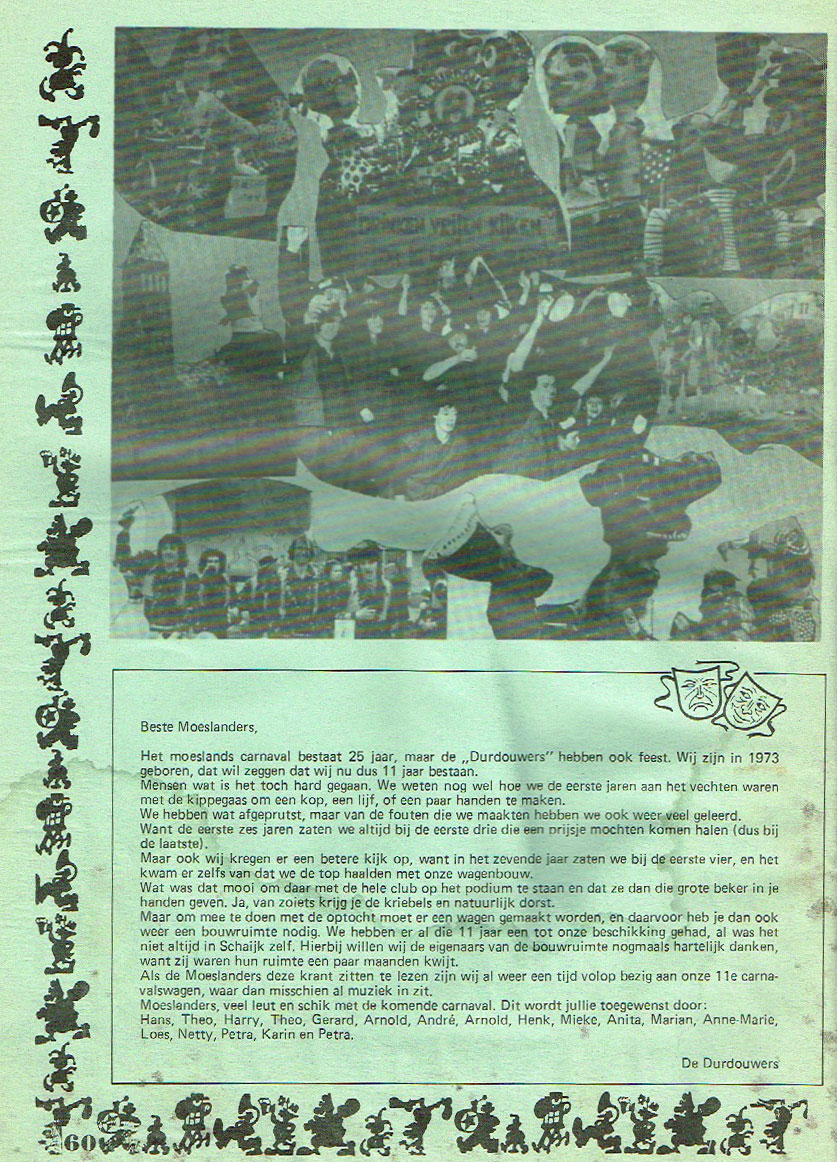 DRINKEN VRIJEN KIJKEN
Beste Moeslanders,
Het moeslands carnaval bestaat 25 jaar, maar de „Durdouwers" hebben ook feest. Wij zijn in 1973
geboren, dat wil zeggen dat wij nu dus 11 jaar bestaan.
Mensen wat is het toch hard gegaan. We weten nog wel hoe we de eerste jaren aan het vechten waren
met de kippegaas om een kop, een lijf, of een paar handen te maken.
We hebben wat afgeprutst, maar van de fouten die we maakten hebben we ook weer veel geleerd.
Want de eerste zes jaren zaten we altijd bij de eerste drie die een prijsje mochten komen halen (dus bij
de laatste).
Maar ook wij kregen er een betere kijk op, want in het zevende jaar zaten we bij de eerste vier, en het
kwam er zelfs van dat we de top haalden met onze wagenbouw.
Wat was dat mooi om daar met de hele club op het podium te staan en dat ze dan die grote beker in je
handen geven. Ja, van zoiets krijg je de kriebels en natuurlijk dorst.
Maar om mee te doen met de optocht moet er een wagen gemaakt worden, en daarvoor heb je dan ook
weer een bouwruimte nodig. We hebben er al die 11 jaar een tot onze beschikking gehad, al was het
niet altijd in Schaijk zelf. Hierbij willen wij de eigenaars van de bouwruimte nogmaals hartelijk danken,
want zij waren hun ruimte een paar maanden kwijt.
Als de Moeslanders deze krant zitten te lezen zijn wij al weer een tijd volop bezig aan onze 11e carna-
valswagen, waar dan misschien al muziek in zit.
Moeslanders, veel leut en schik met de komende carnaval. Dit wordt jullie toegewenst door:
Hans, Theo, Harry, Theo, Gerard, Arnold, André, Arnold, Henk, Mieke, Anita, Marian, Anne-Marie,
Loes, Netty, Petra, Karin en Petra.
De Durdouwers
60